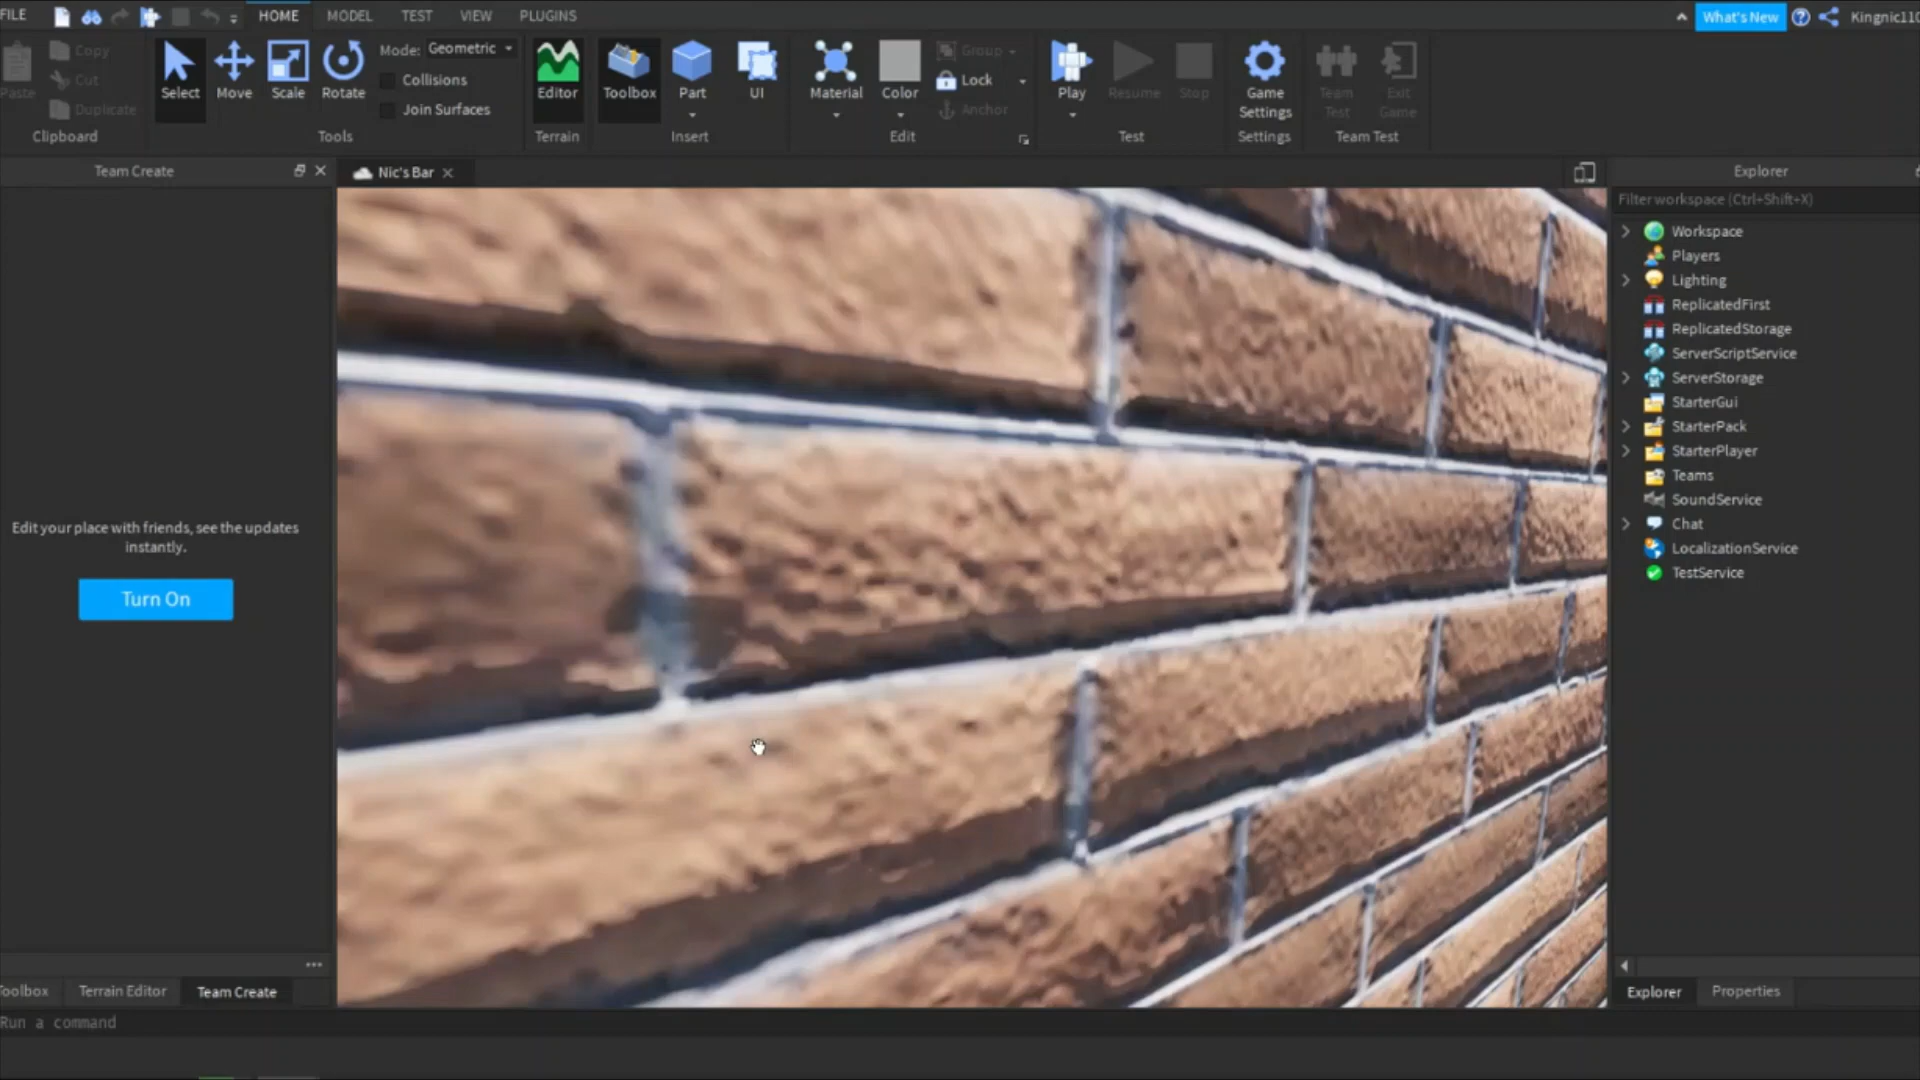 FILE
HOME
MODEL
TEST
VIEW
PLUGINS
What's New
Kingnic110
Paste
Copy
Cut
Duplicate
Clipboard
Select
Move
Scale
Rotate
Mode: Geometric
Collisions
Join Surfaces
Tools
Editor
Terrain
Toolbox
Part
UI
Insert
Material
Color
Group
Lock
Anchor
Edit
Play
Resume
Stop
Test
Game
Settings
Settings
Team
Test
Exit
Game
Team Test
Team Create
Nic's Bar
Explorer
Filter workspace (Ctrl+Shift+X)
Workspace
Players
Lighting
ReplicatedFirst
ReplicatedStorage
ServerScriptService
ServerStorage
StarterGui
StarterPack
StarterPlayer
Teams
SoundService
Chat
LocalizationService
TestService
Edit your place with friends, see the updates
instantly.
Turn On
Toolbox
Terrain Editor
Team Create
Explorer
Properties
Run a command